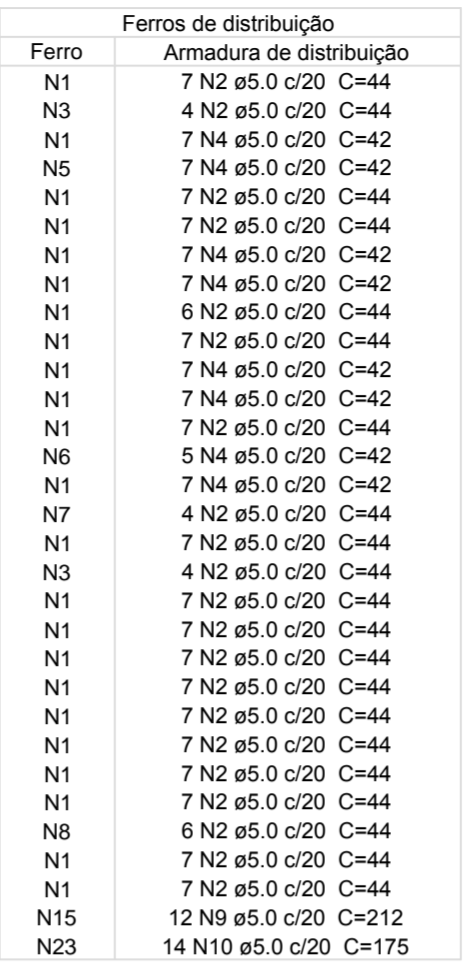 Ferros de distribuição
Ferro Armadura de distribuição
N1 7 N2 ø5.0 c/20 C=44
N3 4 N2 ø5.0 c/20 C=44
N1 7 N4 ø5.0 c/20 C=42
N5 7 N4 ø5.0 c/20 C=42
N1 7 N2 ø5.0 c/20 C=44
N1 7 N2 ø5.0 c/20 C=44
N1 7 N4 ø5.0 c/20 C=42
N1 7 N4 ø5.0 c/20 C=42
N1 6 N2 ø5.0 c/20 C=44
N1 7 N2 ø5.0 c/20 C=44
N1 7 N4 ø5.0 c/20 C=42
N1 7 N4 ø5.0 c/20 C=42
N1 7 N2 ø5.0 c/20 C=44
N6 5 N4 ø5.0 c/20 C=42
N1 7 N4 ø5.0 c/20 C=42
N7 4 N2 ø5.0 c/20 C=44
N1 7 N2 ø5.0 c/20 C=44
N3 4 N2 ø5.0 c/20 C=44
N1 7 N2 ø5.0 c/20 C=44
N1 7 N2 ø5.0 c/20 C=44
N1 7 N2 ø5.0 c/20 C=44
N1 7 N2 ø5.0 c/20 C=44
N1 7 N2 ø5.0 c/20 C=44
N1 7 N2 ø5.0 c/20 C=44
N1 7 N2 ø5.0 c/20 C=44
N1 7 N2 ø5.0 c/20 C=44
N8 6 N2 ø5.0 c/20 C=44
N1 7 N2 ø5.0 c/20 C=44
N1 7 N2 ø5.0 c/20 C=44
N15 12 N9 ø5.0 c/20 C=212
N23 14 N10 ø5.0 c/20 C=175